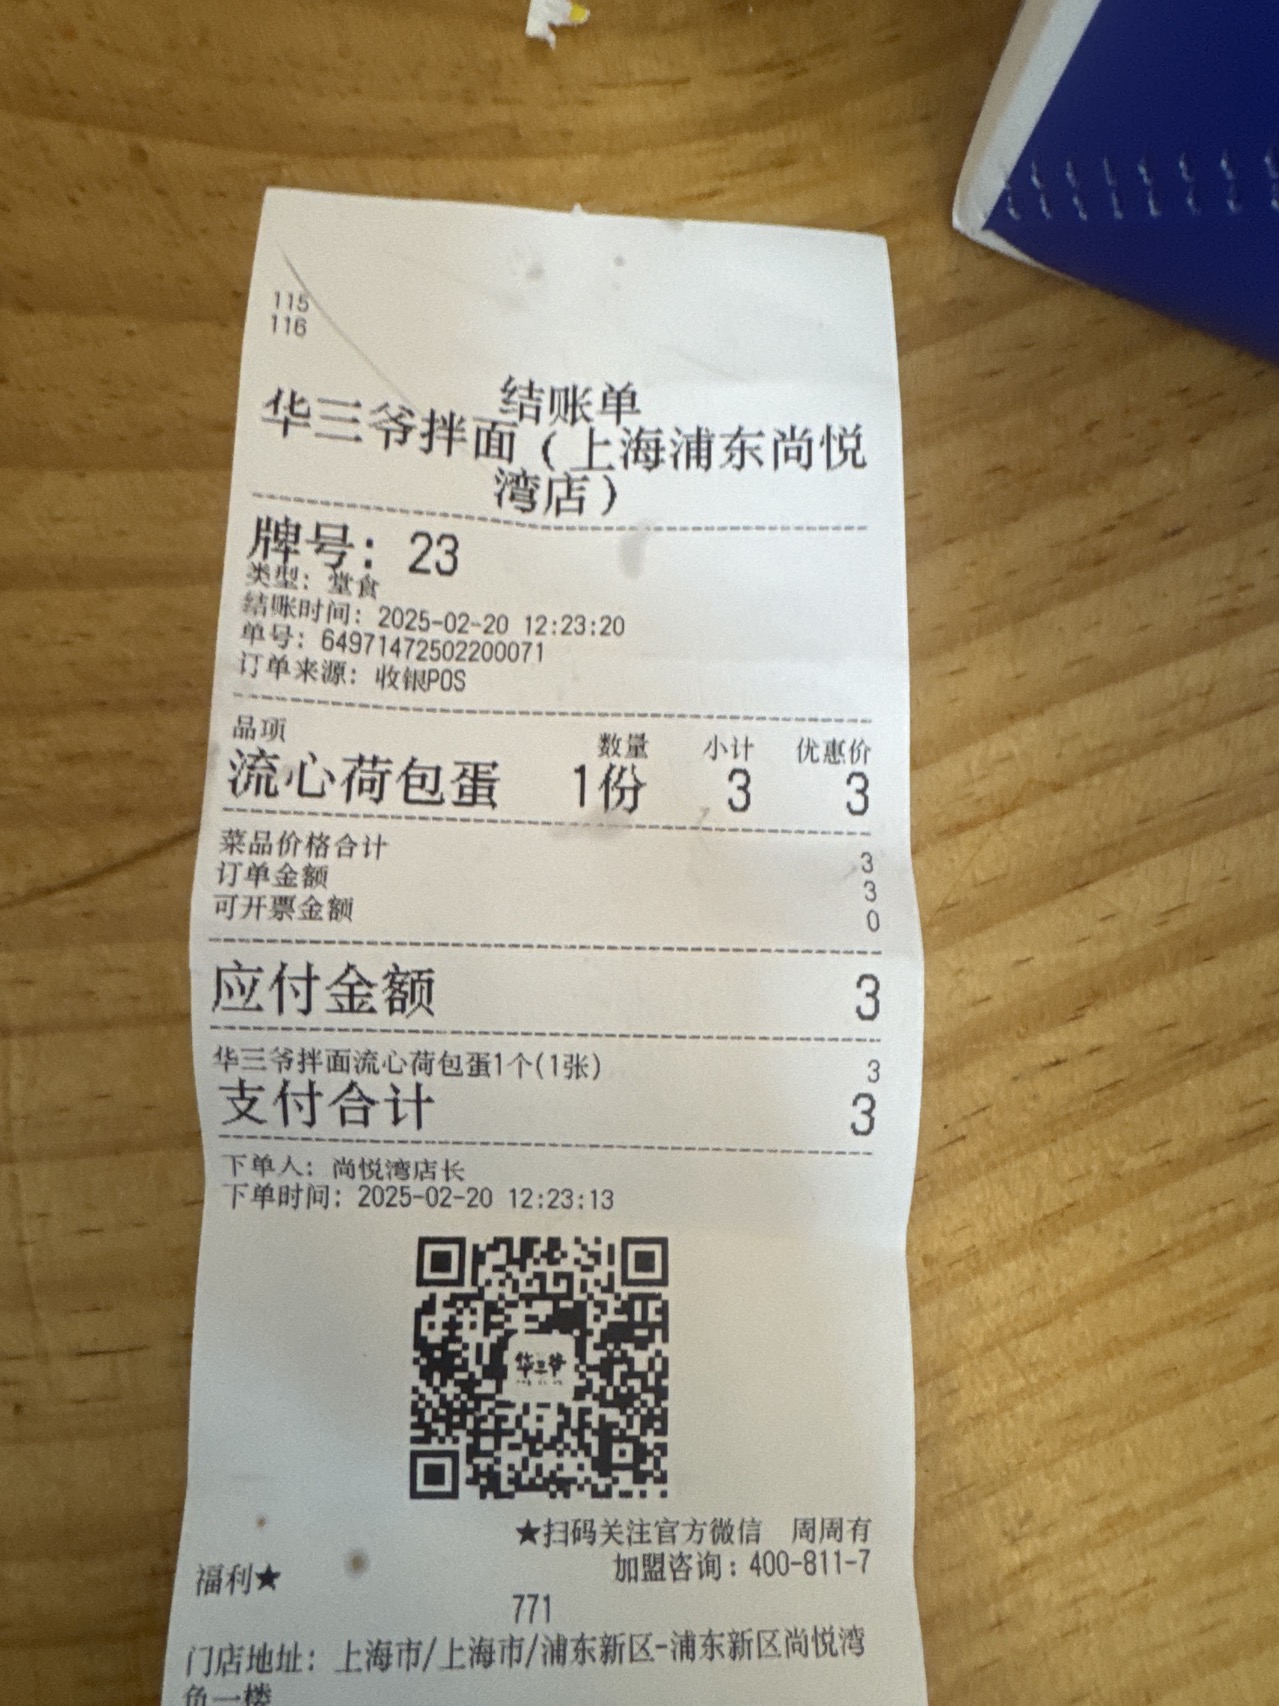 115
116
结账单
华三爷拌面（上海浦东尚悦
湾店）
牌号：23
类型：堂食
结账时间：2025-02-20 12:23:20
单号：64971472502200071
订单来源：收银POS
品项 数量 小计 优惠价
流心荷包蛋 1份 3 3
菜品价格合计 3
订单金额 3
可开票金额 0
应付金额 3
华三爷拌面流心荷包蛋1个(1张) 3
支付合计 3
下单人：尚悦湾店长
下单时间：2025-02-20 12:23:13
华三爷
★扫码关注官方微信 周周有
福利★ 加盟咨询：400-811-7
771
门店地址：上海市/上海市/浦东新区-浦东新区尚悦湾
负一楼